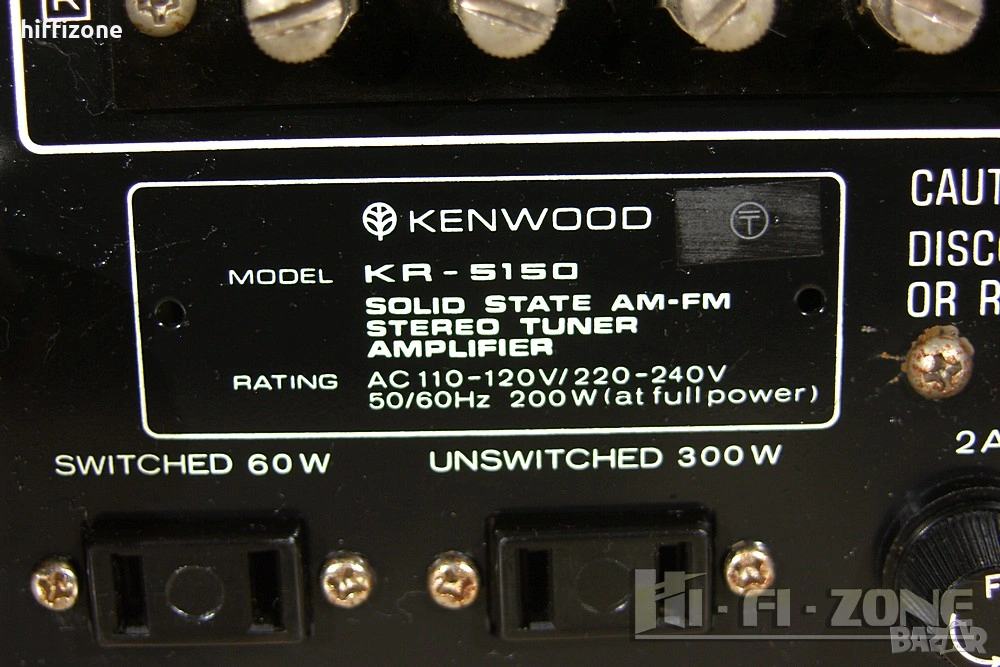 hiffizone
KENWOOD
MODEL KR-5150
SOLID STATE AM-FM
STEREO TUNER
AMPLIFIER
RATING AC 110-120V/220-240V
50/60Hz 200W (at full power)
CAUT
DISC
OR R
SWITCHED 60W
UNSWITCHED 300W
2A
F
HI-FI-ZONE
BAZAR